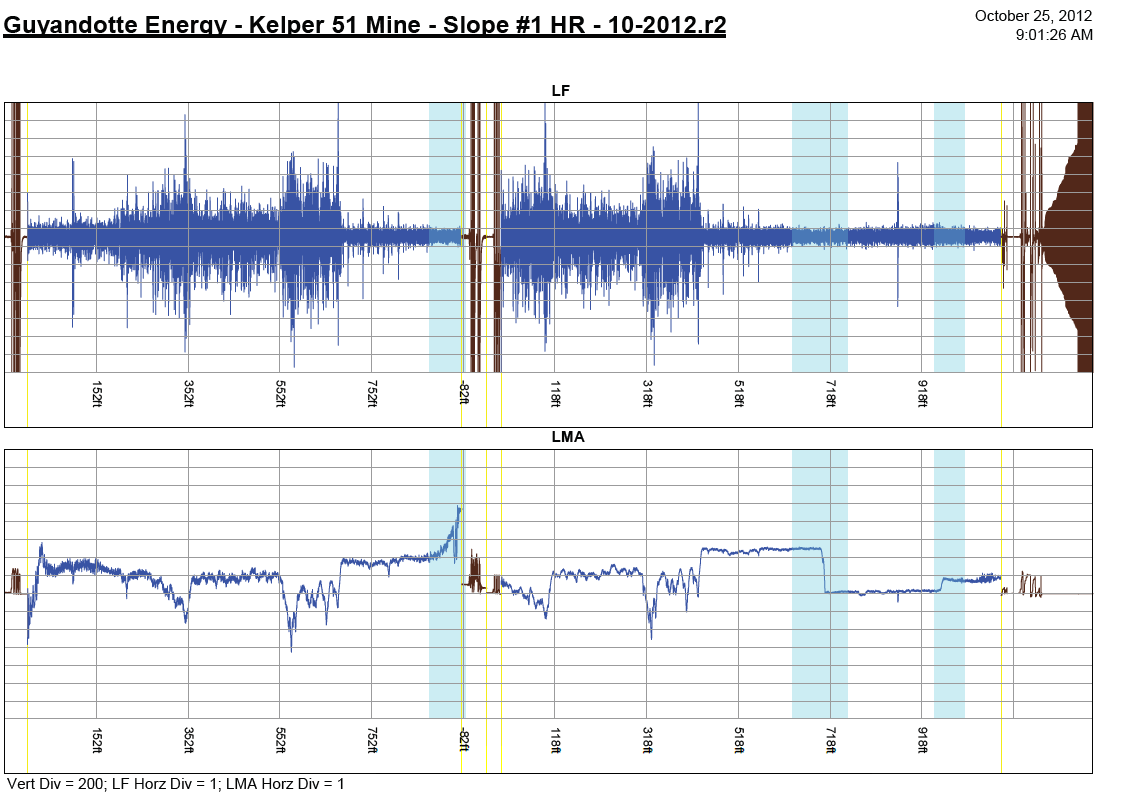 Guyandotte Energy - Kelper 51 Mine - Slope #1 HR - 10-2012.r2
October 25, 2012
9:01:26 AM
LF
152ft 352ft 552ft 752ft -82ft 118ft 318ft 518ft 718ft 918ft
LMA
152ft 352ft 552ft 752ft -82ft 118ft 318ft 518ft 718ft 918ft
Vert Div = 200; LF Horz Div = 1; LMA Horz Div = 1